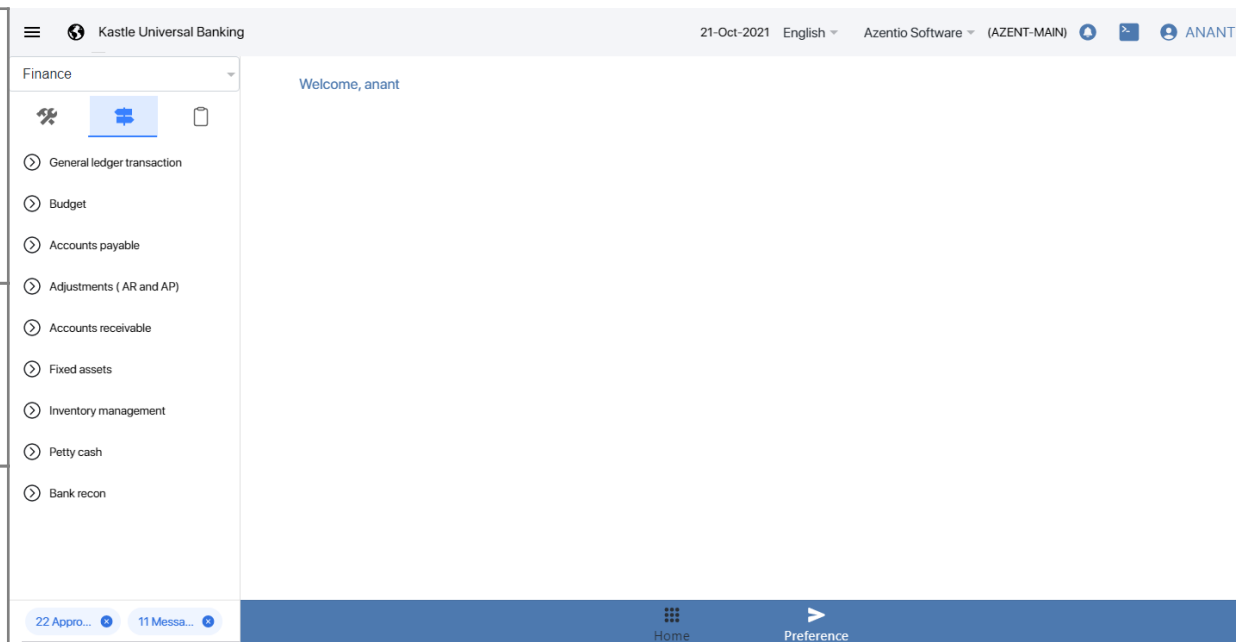 Kastle Universal Banking 21-Oct-2021 English Azentio Software (AZENT-MAIN) ANANT
Finance
Welcome, anant
General ledger transaction
Budget
Accounts payable
Adjustments ( AR and AP)
Accounts receivable
Fixed assets
Inventory management
Petty cash
Bank recon
22 Appro... 11 Messa...
Home Preference